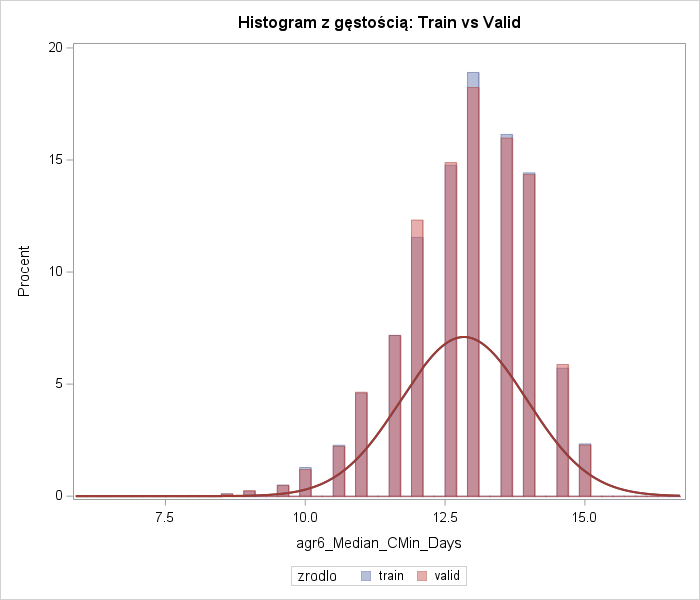 Histogram z gęstością: Train vs Valid
Procent
20
15
10
5
0
7.5 10.0 12.5 15.0
agr6_Median_CMin_Days
zrodlo train valid